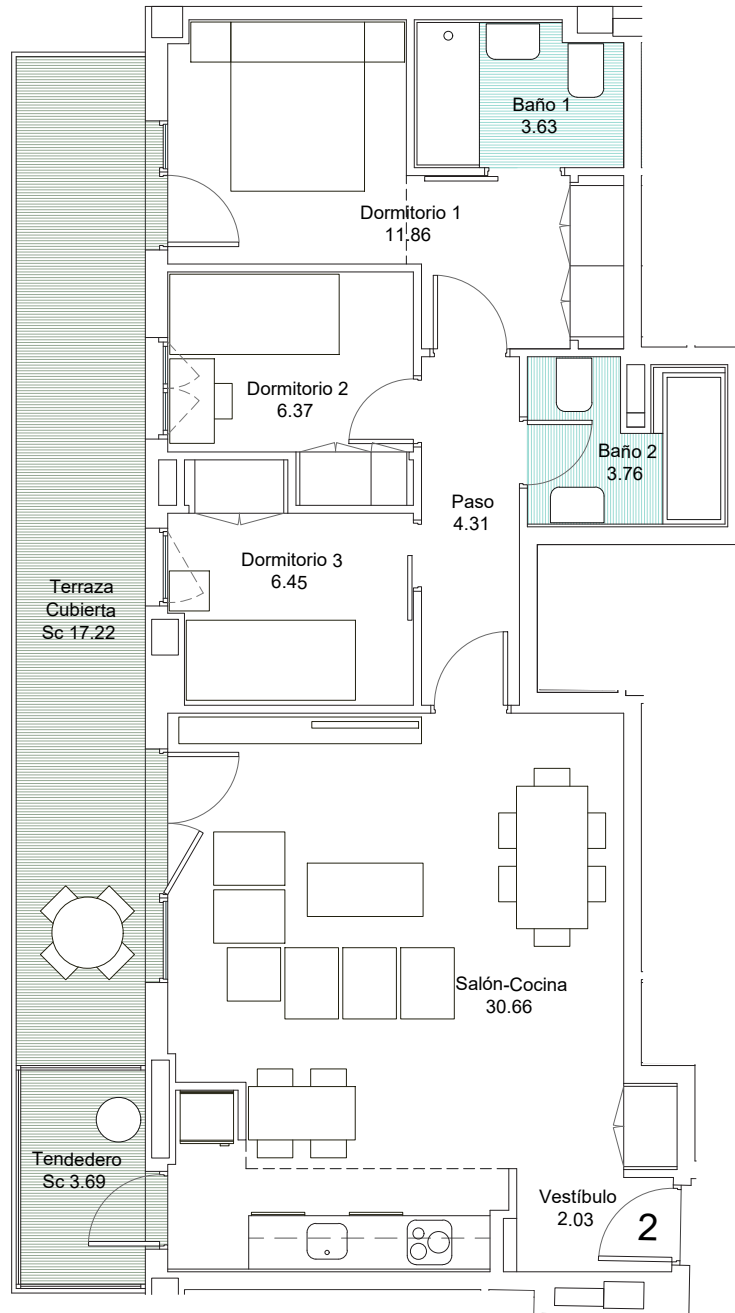 Baño 1
3.63
Dormitorio 1
11.86
Dormitorio 2
6.37
Baño 2
3.76
Paso
4.31
Dormitorio 3
6.45
Terraza
Cubierta
Sc 17.22
Salón-Cocina
30.66
Tendedero
Sc 3.69
Vestíbulo
2.03
2